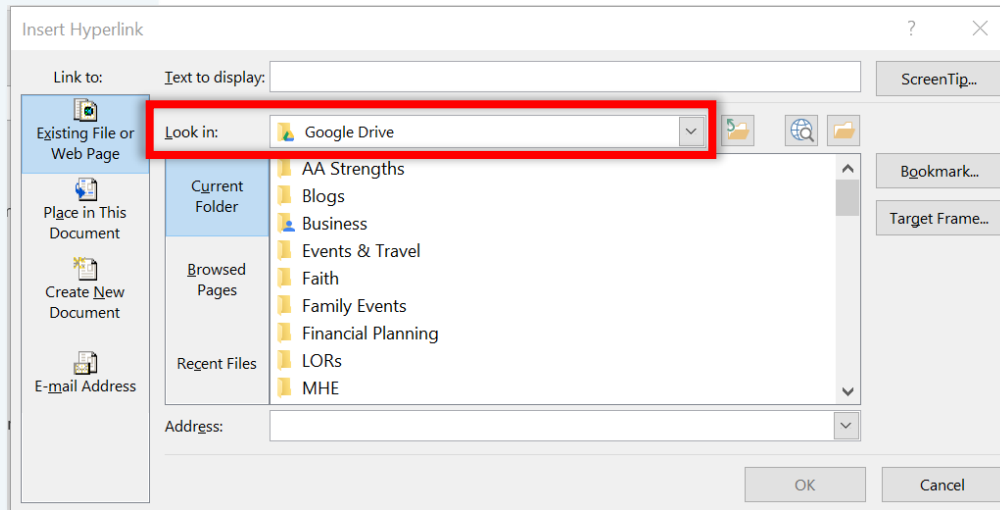 Insert Hyperlink
Link to:
Text to display:
ScreenTip...
Existing File or
Web Page
Look in:
Google Drive
Place in This
Document
Create New
Document
E-mail Address
Current
Folder
Browsed
Pages
Recent Files
AA Strengths
Blogs
Business
Events & Travel
Faith
Family Events
Financial Planning
LORs
MHE
Bookmark...
Target Frame...
Address:
OK
Cancel